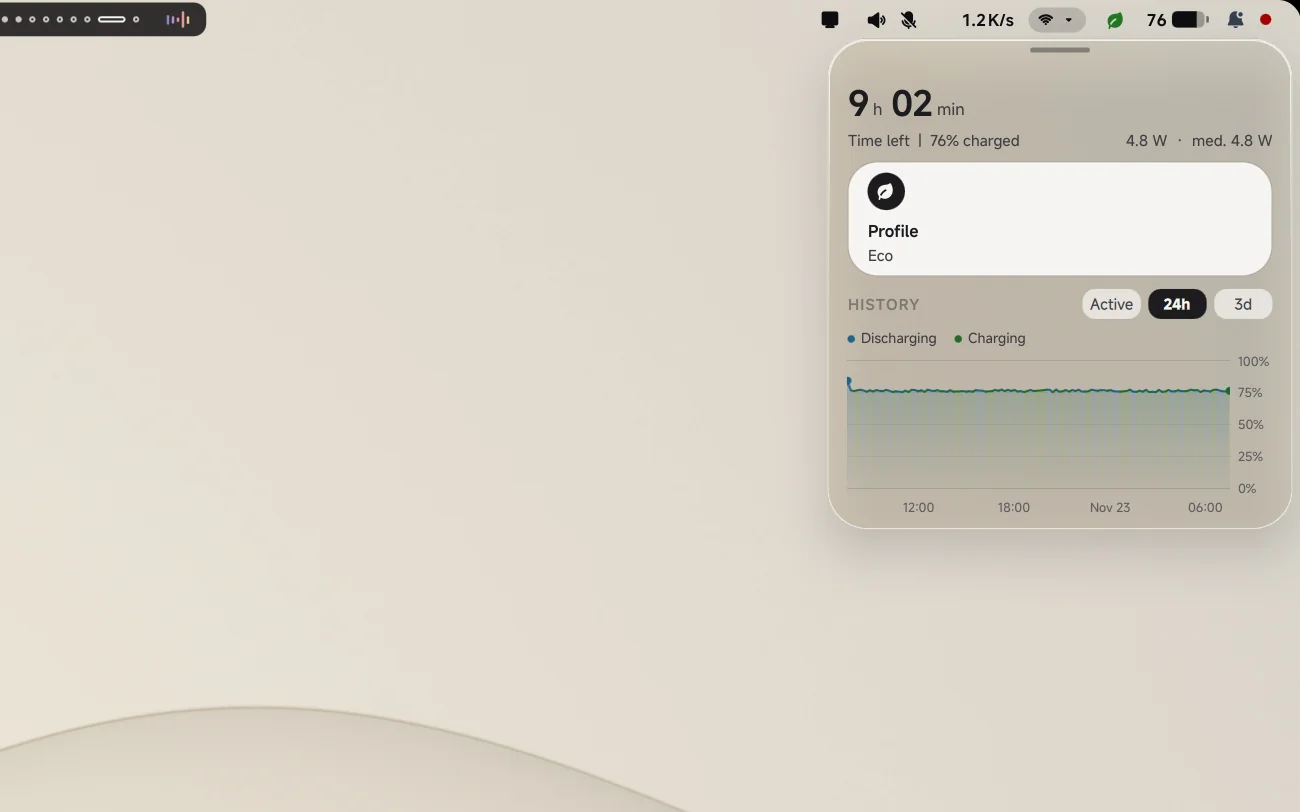 1.2K/s 76
9 h 02 min
Time left | 76% charged 4.8 W · med. 4.8 W
Profile
Eco
HISTORY Active 24h 3d
Discharging Charging
100%
75%
50%
25%
0%
12:00 18:00 Nov 23 06:00